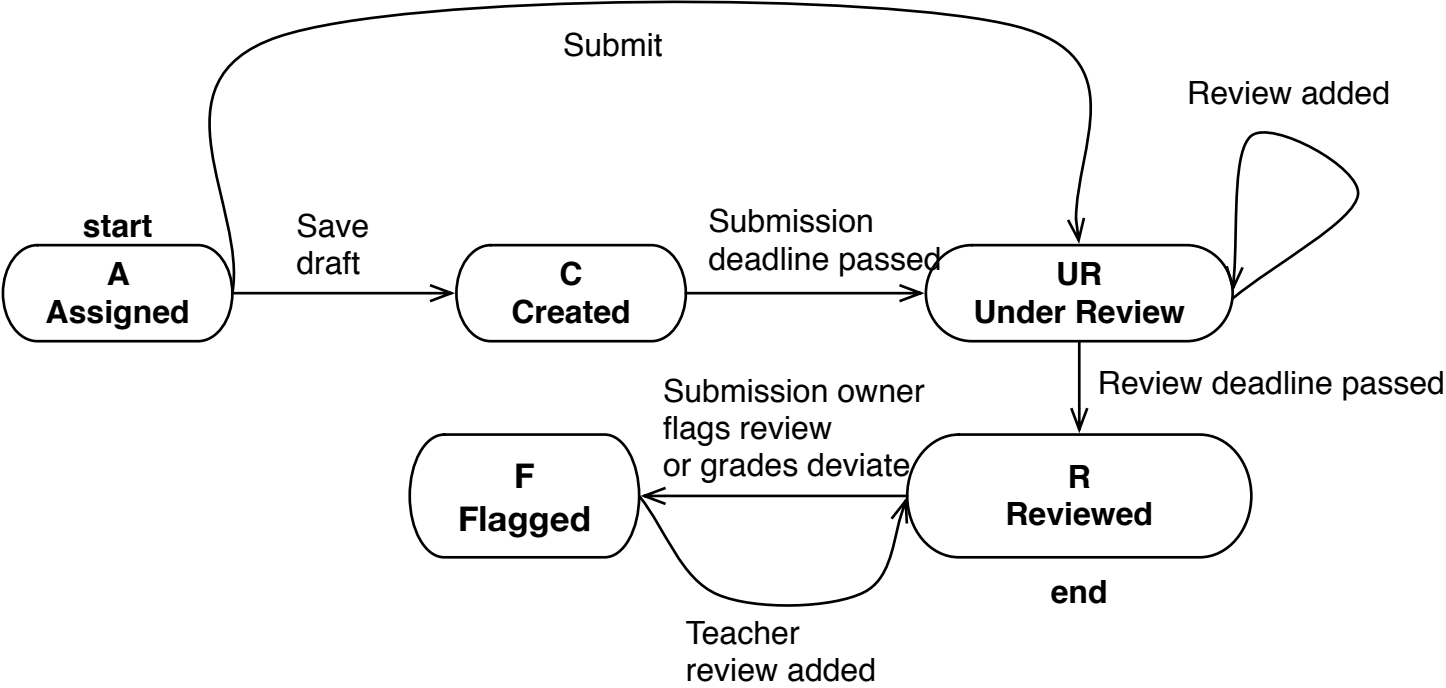 Submit
Review added
start
Save
draft
Submission
deadline passed
A
Assigned
C
Created
UR
Under Review
Review deadline passed
Submission owner
flags review
or grades deviate
F
Flagged
R
Reviewed
end
Teacher
review added